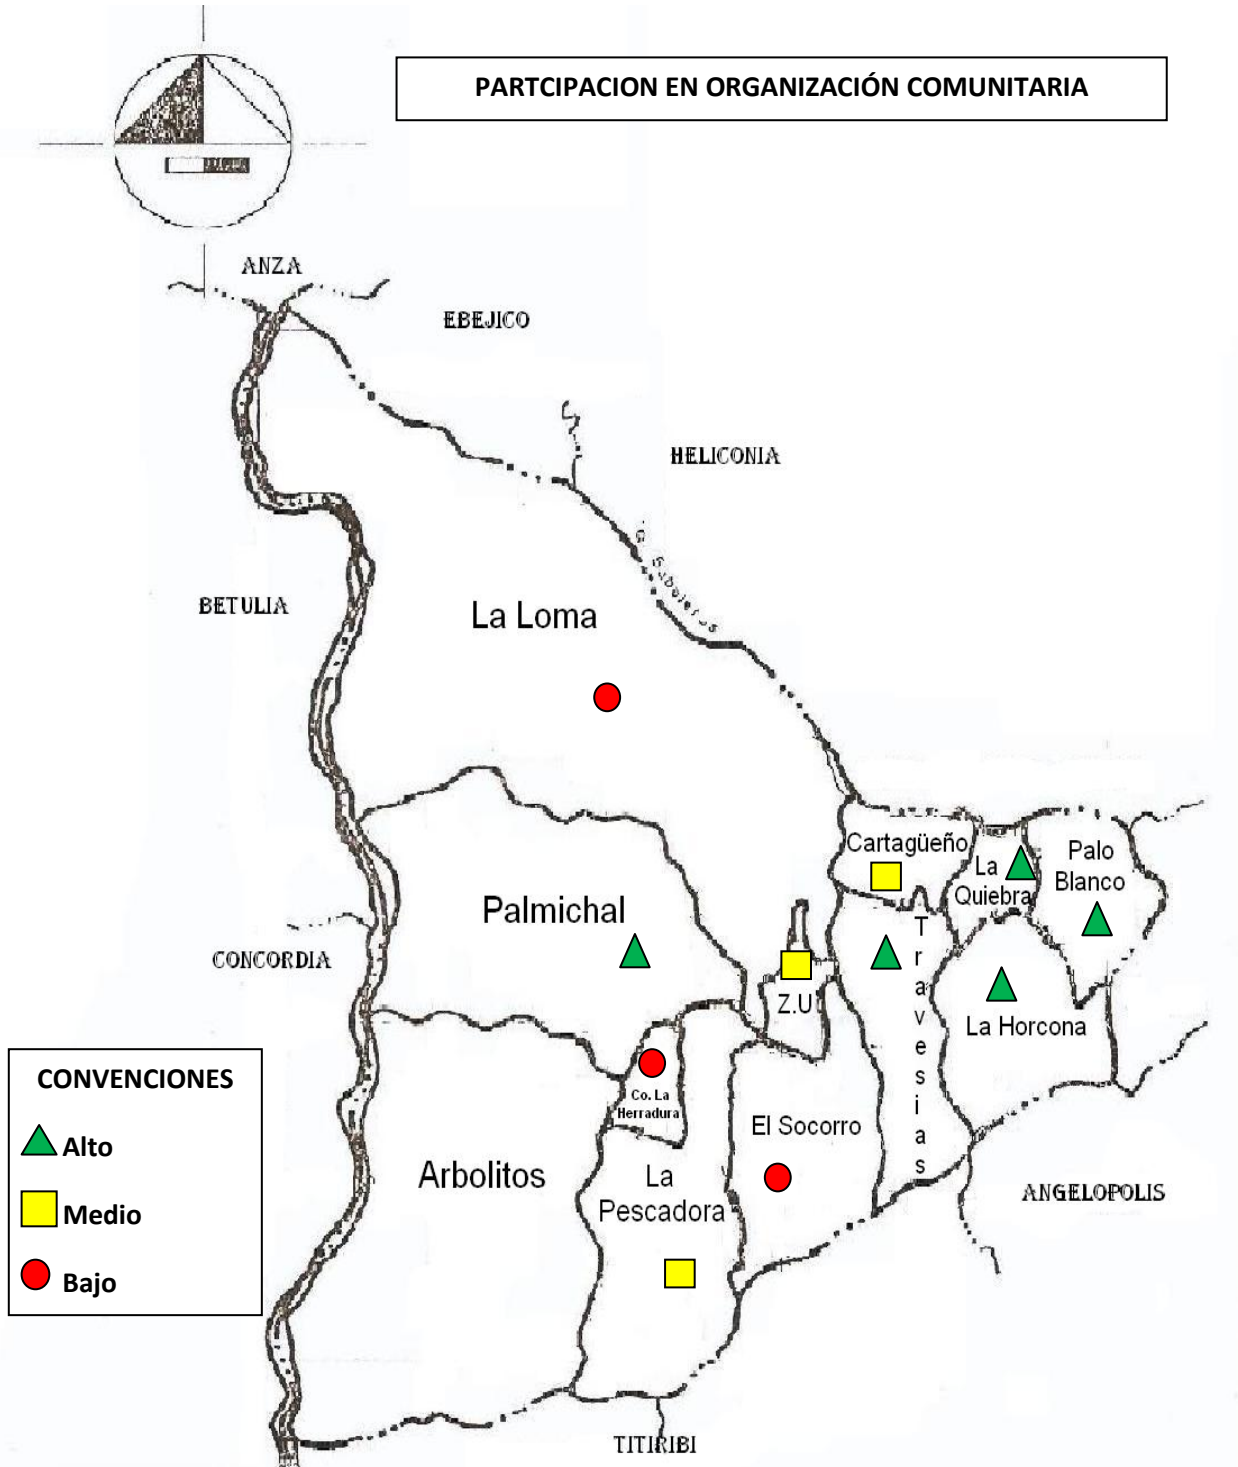 PARTCIPACION EN ORGANIZACIÓN COMUNITARIA
ANZA
EBEJICO
HELICONIA
BETULIA
La Loma
Cartagüeño
La
Quiebra
Palo
Blanco
Palmichal
Travesias
CONCORDIA
Z.U
La Horcona
CONVENCIONES
Alto
Medio
Bajo
Co. La
Herradura
El Socorro
Arbolitos
La
Pescadora
ANGELOPOLIS
TITIRIBI